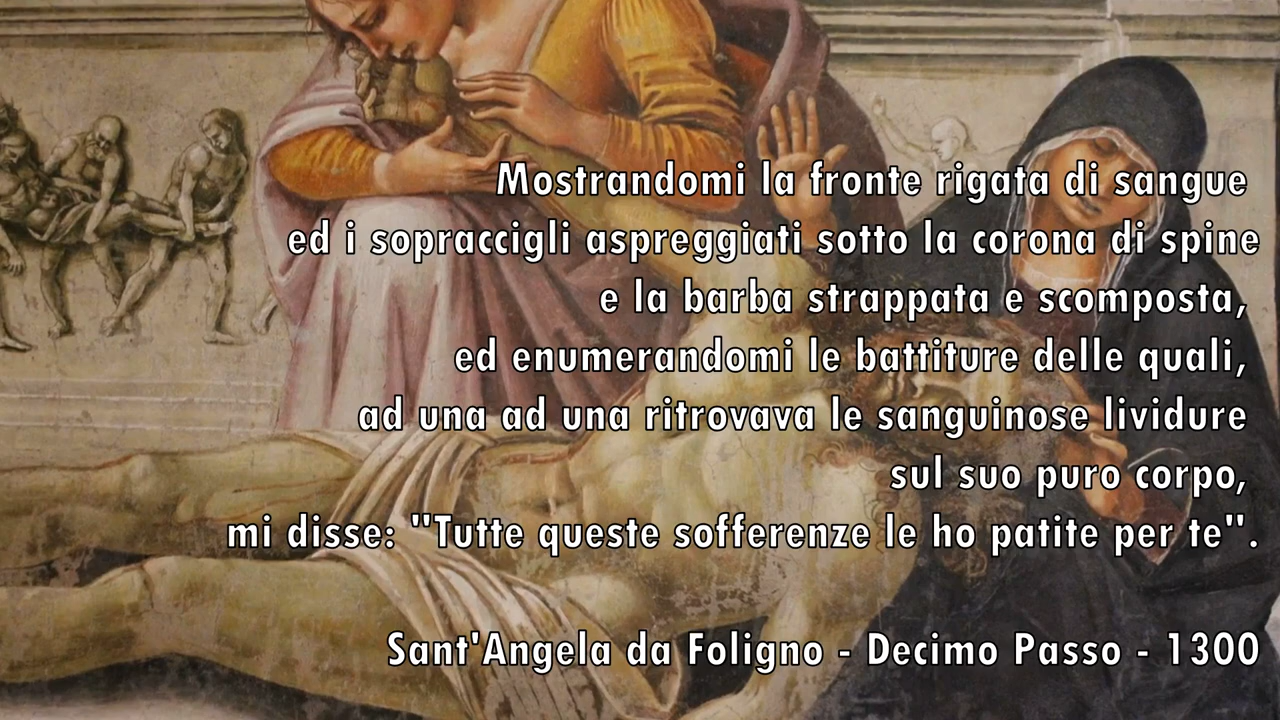 Mostrandomi la fronte rigata di sangue
ed i sopraccigli aspreggiati sotto la corona di spine
e la barba strappata e scomposta,
ed enumerandomi le battiture delle quali,
ad una ad una ritrovava le sanguinose lividure
sul suo puro corpo,
mi disse: "Tutte queste sofferenze le ho patite per te".
Sant'Angela da Foligno - Decimo Passo - 1300